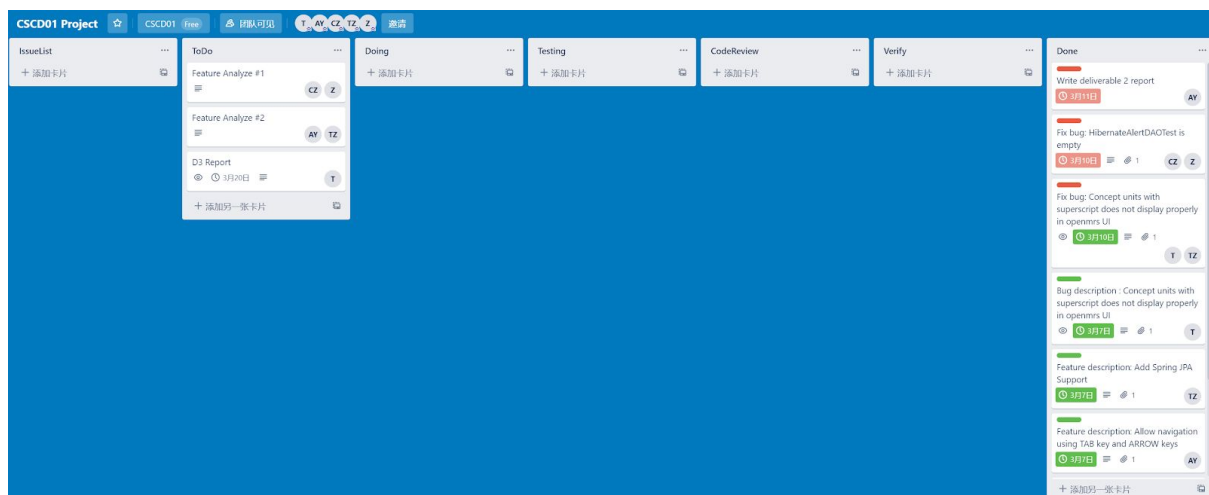 CSCD01 Project CSCD01 Free 团队可见 T AY CZ TZ Z 邀请
IssueList
+ 添加卡片
ToDo
Feature Analyze #1
CZ Z
Feature Analyze #2
AY TZ
D3 Report
3月20日
T
+ 添加另一张卡片
Doing
+ 添加卡片
Testing
+ 添加卡片
CodeReview
+ 添加卡片
Verify
+ 添加卡片
Done
Write deliverable 2 report
3月11日 AY
Fix bug: HibernateAlertDAOTest is
empty
3月10日 1 CZ Z
Fix bug: Concept units with
superscript does not display properly
in openmrs UI
3月10日 1
T TZ
Bug description : Concept units with
superscript does not display properly
in openmrs UI
3月7日 1 T
Feature description: Add Spring JPA
Support
3月7日 1 TZ
Feature description: Allow navigation
using TAB key and ARROW keys
3月7日 1 AY
+ 添加另一张卡片